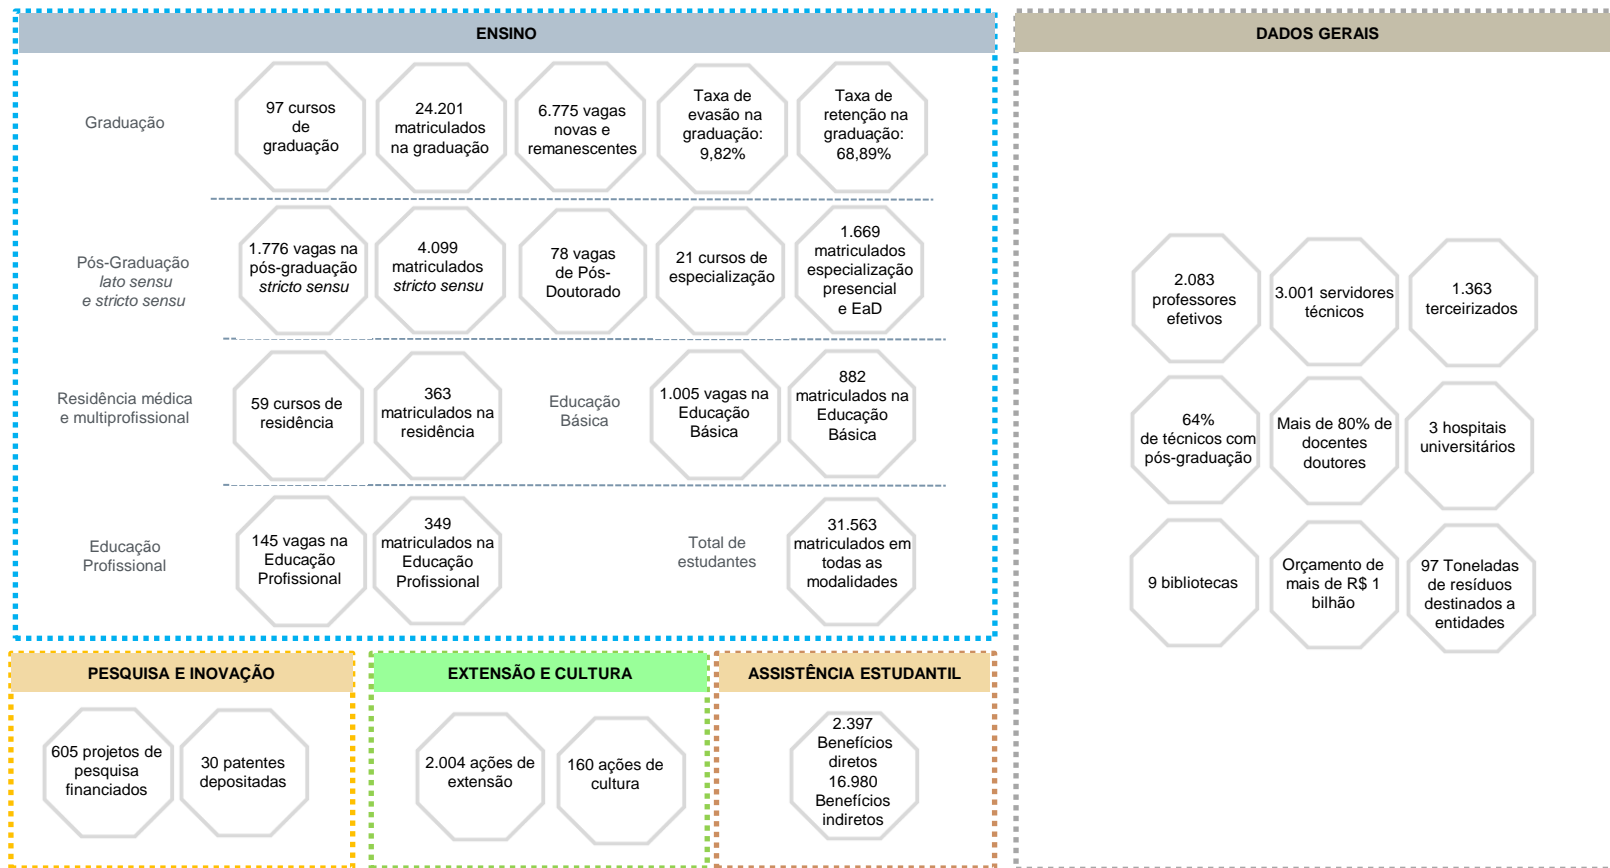 ENSINO
Graduação
97 cursos
de
graduação
24.201
matriculados
na graduação
6.775 vagas
novas e
remanescentes
Taxa de
evasão na
graduação:
9,82%
Taxa de
retenção na
graduação:
68,89%
Pós-Graduação
lato sensu
e stricto sensu
1.776 vagas na
pós-graduação
stricto sensu
4.099
matriculados
stricto sensu
78 vagas
de Pós-
Doutorado
21 cursos de
especialização
1.669
matriculados
especialização
presencial
e EaD
Residência médica
e multiprofissional
59 cursos de
residência
363
matriculados na
residência
Educação
Básica
1.005 vagas na
Educação
Básica
882
matriculados na
Educação
Básica
Educação
Profissional
145 vagas na
Educação
Profissional
349
matriculados na
Educação
Profissional
Total de
estudantes
31.563
matriculados em
todas as
modalidades
DADOS GERAIS
2.083
professores
efetivos
3.001 servidores
técnicos
1.363
terceirizados
64%
de técnicos com
pós-graduação
Mais de 80% de
docentes
doutores
3 hospitais
universitários
9 bibliotecas
Orçamento de
mais de R$ 1
bilhão
97 Toneladas
de resíduos
destinados a
entidades
PESQUISA E INOVAÇÃO
605 projetos de
pesquisa
financiados
30 patentes
depositadas
EXTENSÃO E CULTURA
2.004 ações de
extensão
160 ações de
cultura
ASSISTÊNCIA ESTUDANTIL
2.397
Benefícios
diretos
16.980
Benefícios
indiretos